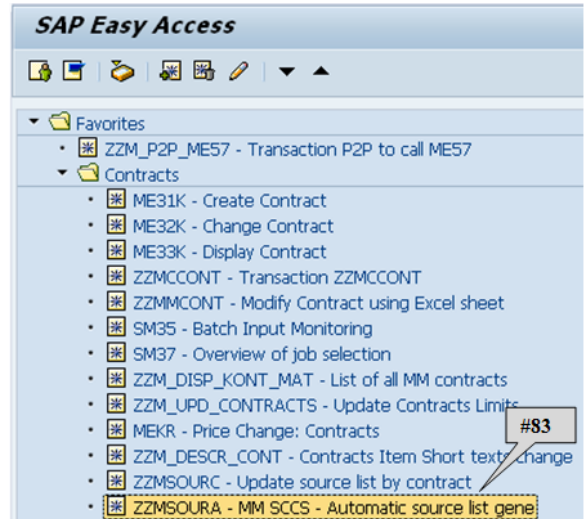 SAP Easy Access
Favorites
ZZM_P2P_ME57 - Transaction P2P to call ME57
Contracts
ME31K - Create Contract
ME32K - Change Contract
ME33K - Display Contract
ZZMCCONT - Transaction ZZMCCONT
ZZMMCONT - Modify Contract using Excel sheet
SM35 - Batch Input Monitoring
SM37 - Overview of job selection
ZZM_DISP_KONT_MAT - List of all MM contracts
ZZM_UPD_CONTRACTS - Update Contracts Limits
MEKR - Price Change: Contracts
#83
ZZM_DESCR_CONT - Contracts Item Short texts change
ZZMSOURC - Update source list by contract
ZZMSOURA - MM SCCS - Automatic source list gene